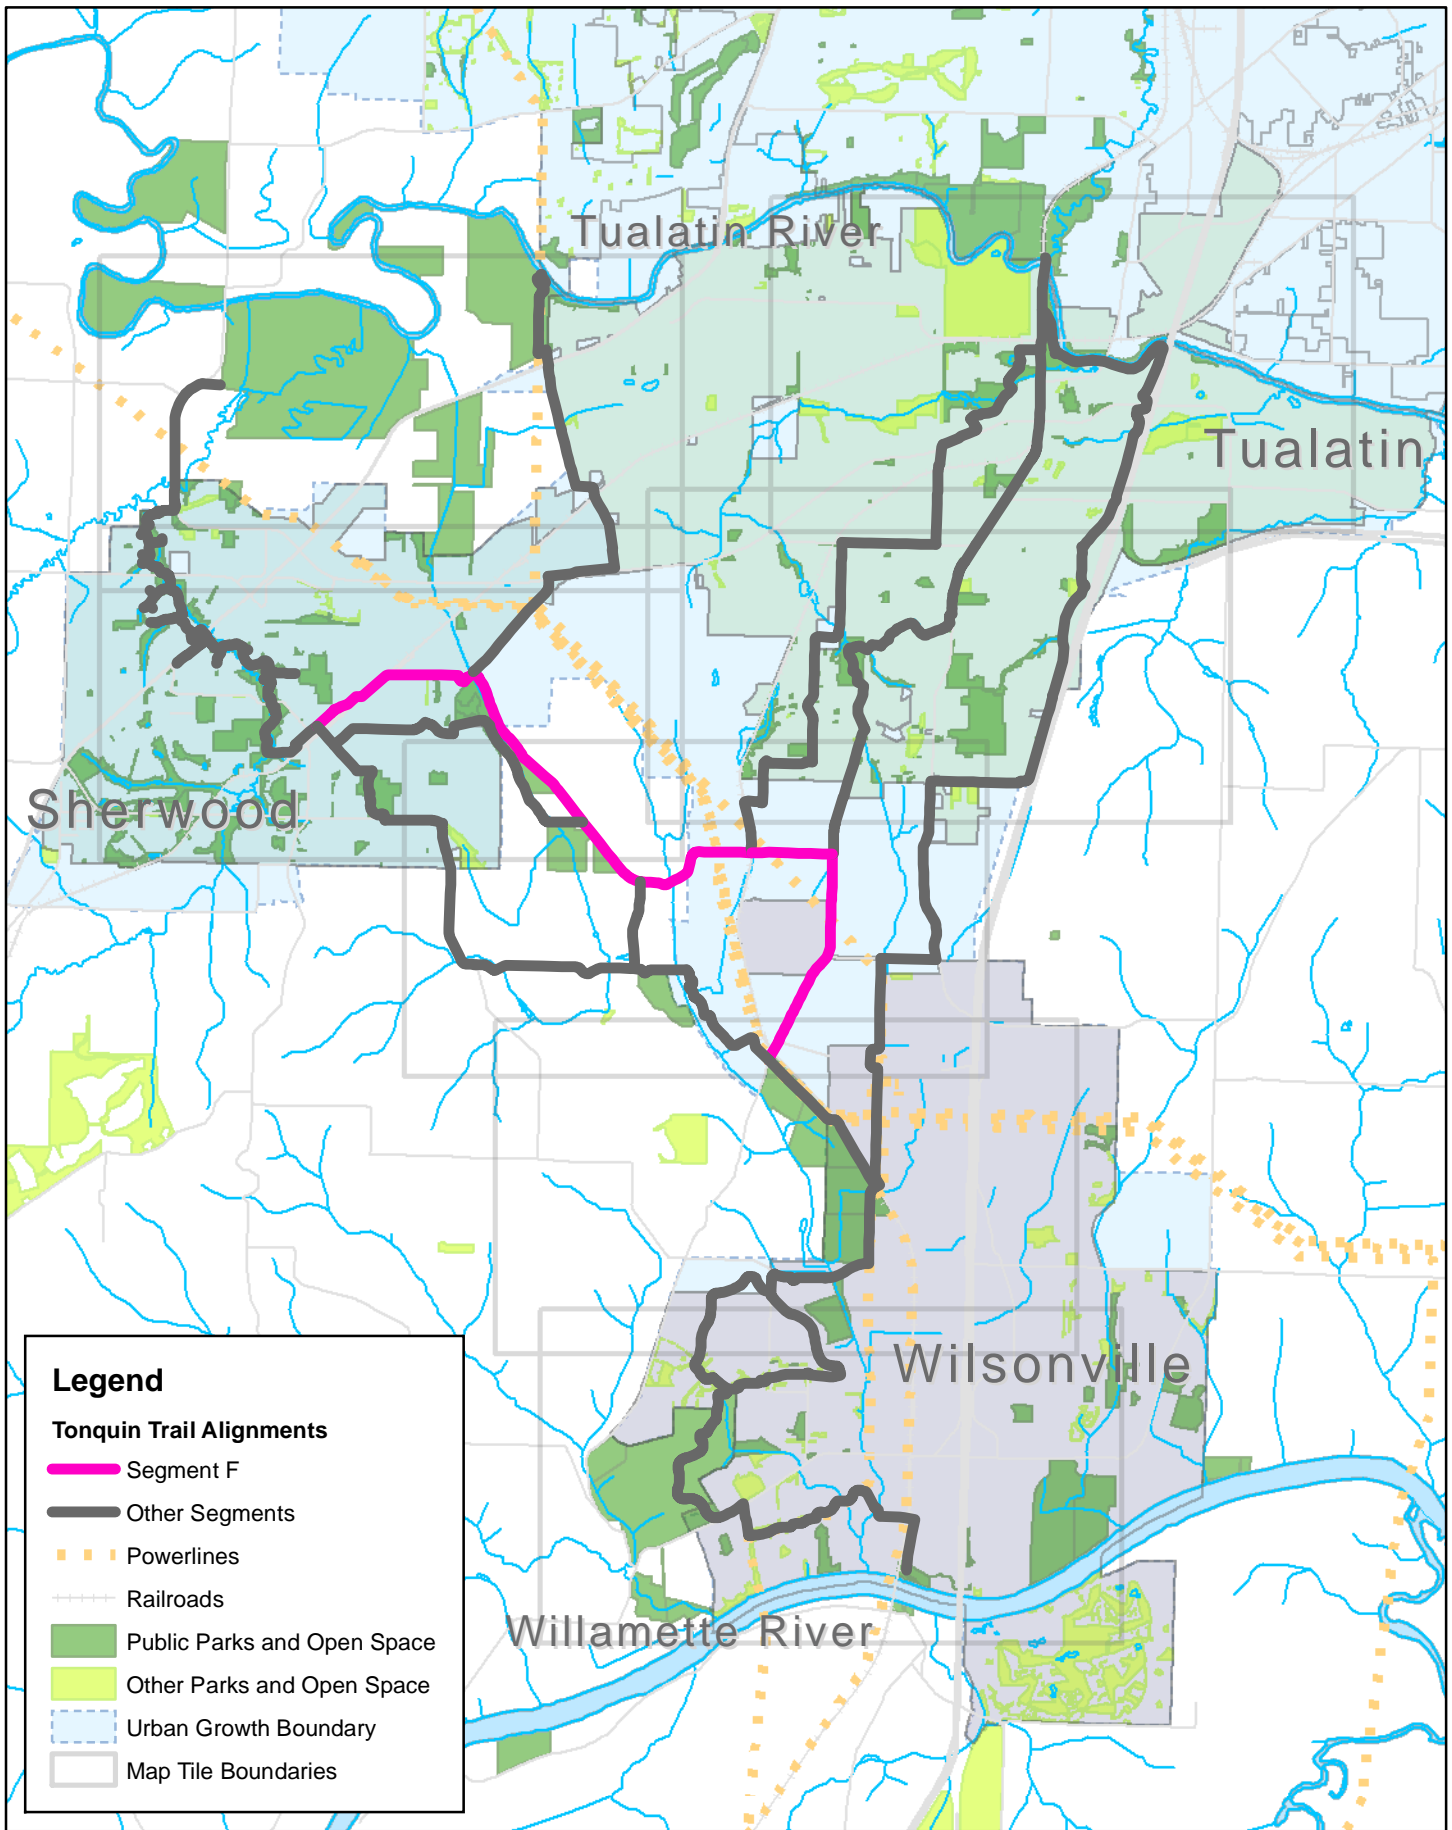 Tualatin River
Tualatin
Sherwood
Wilsonville
Willamette River
Legend
Tonquin Trail Alignments
Segment F
Other Segments
Powerlines
Railroads
Public Parks and Open Space
Other Parks and Open Space
Urban Growth Boundary
Map Tile Boundaries